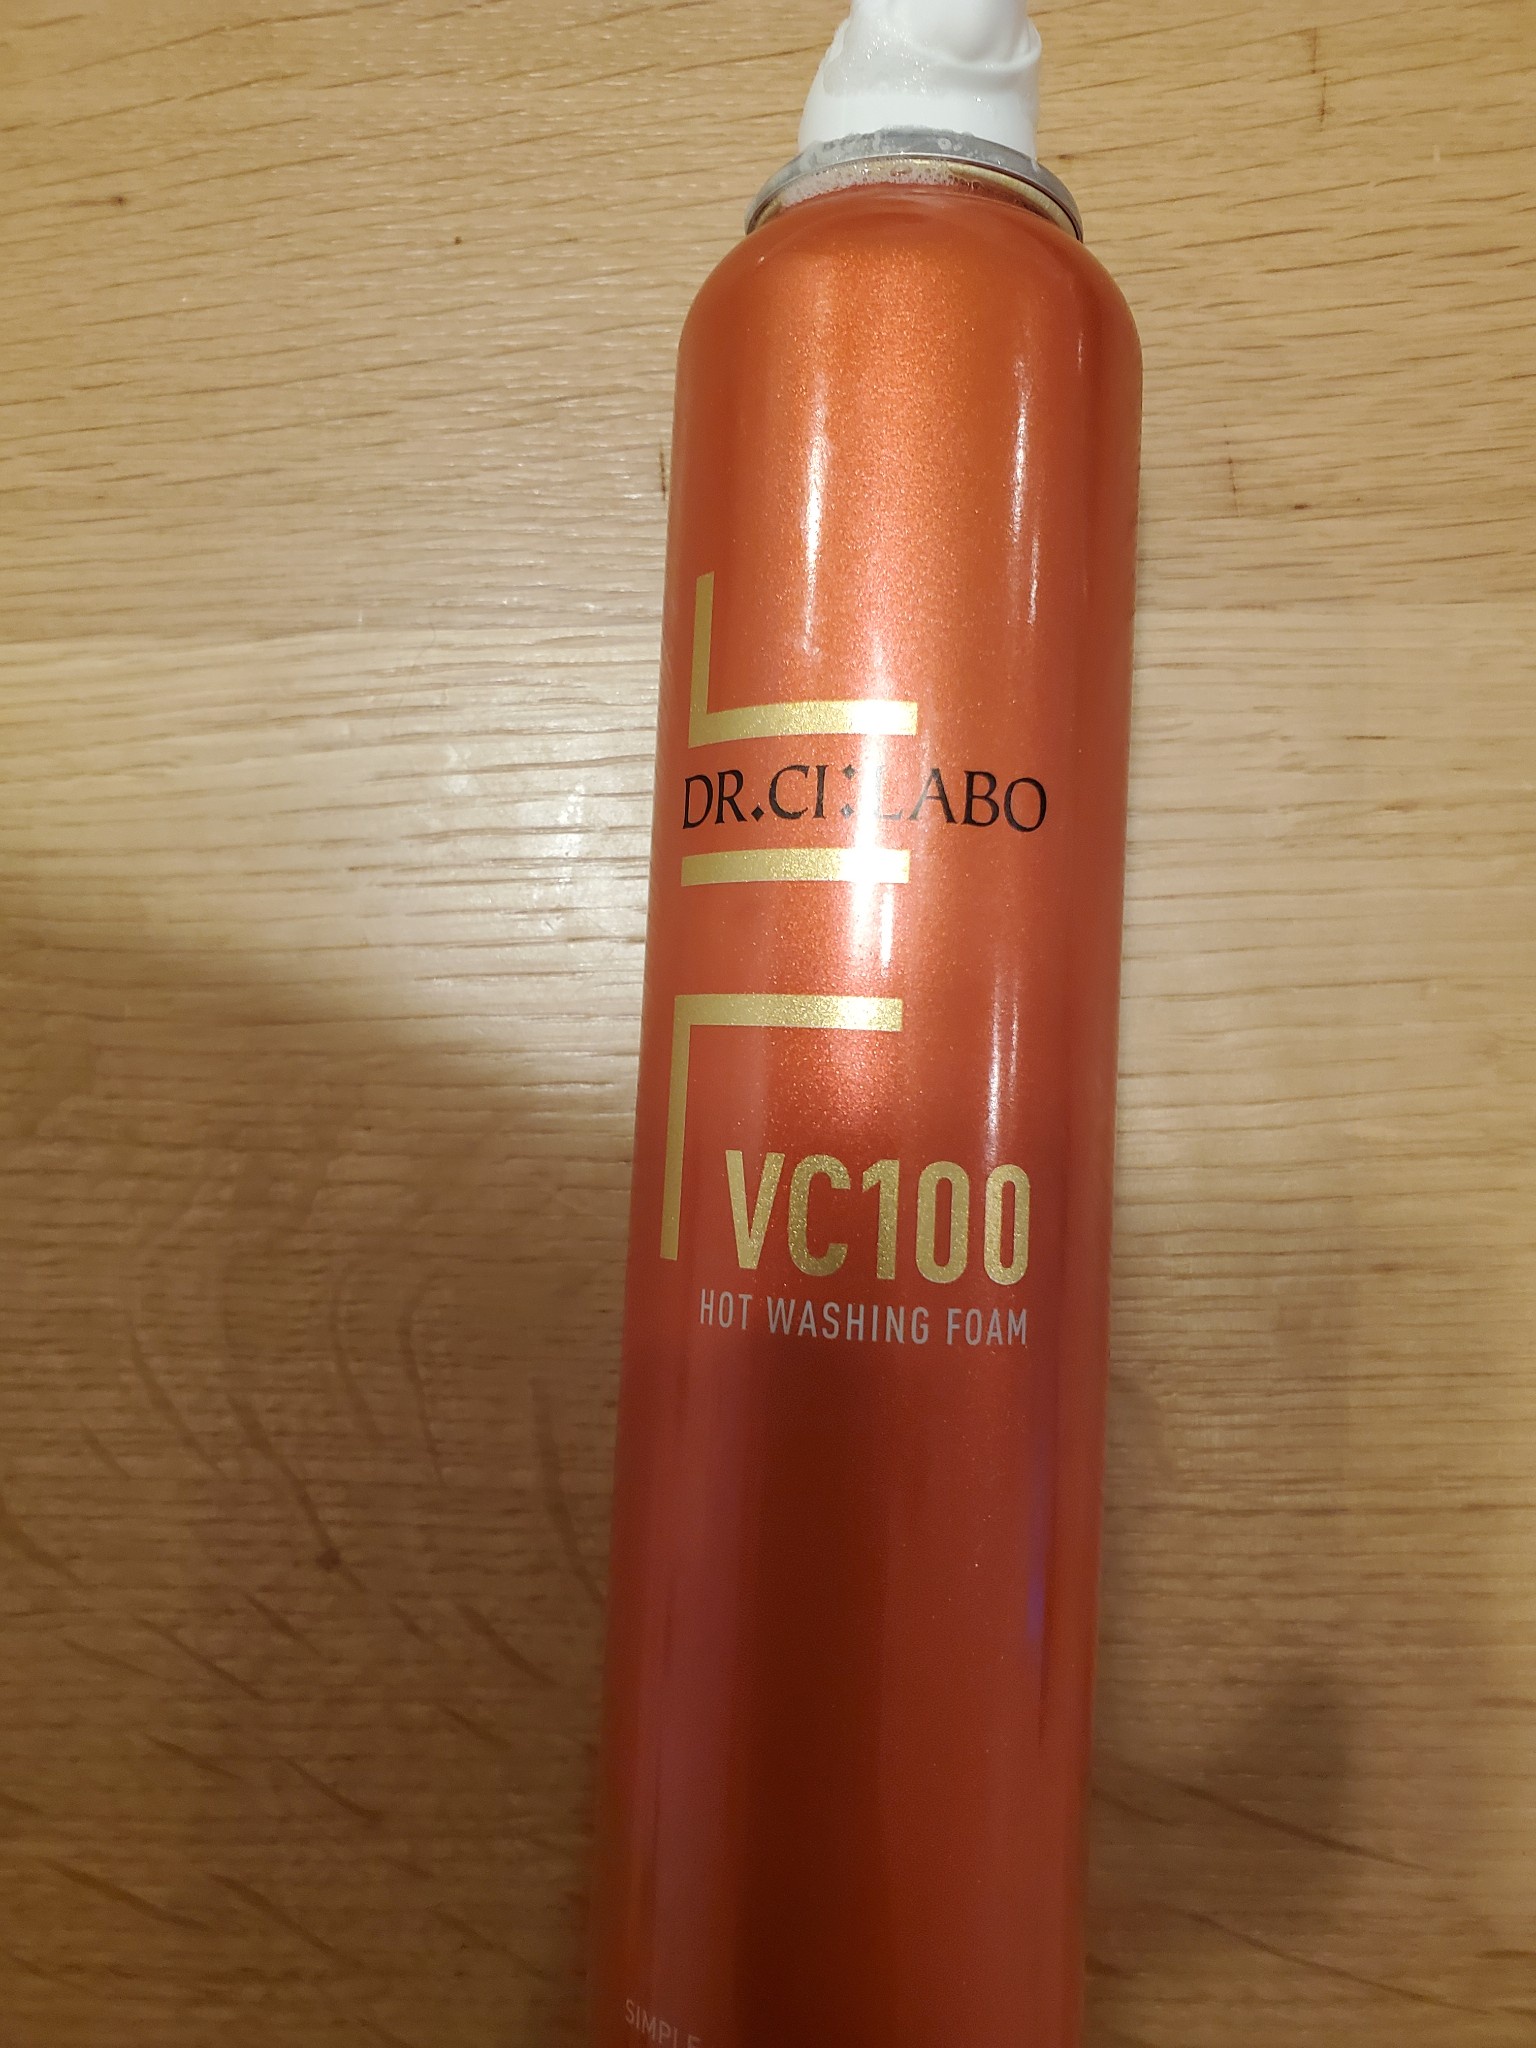 DR.CI:LABO
VC100
HOT WASHING FOAM
SIMPLE